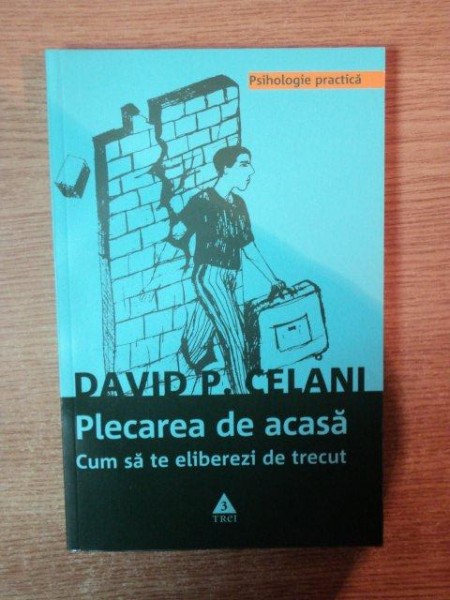 Psihologie practică
DAVID P. CELANI
Plecarea de acasă
Cum să te eliberezi de trecut
3
TREI